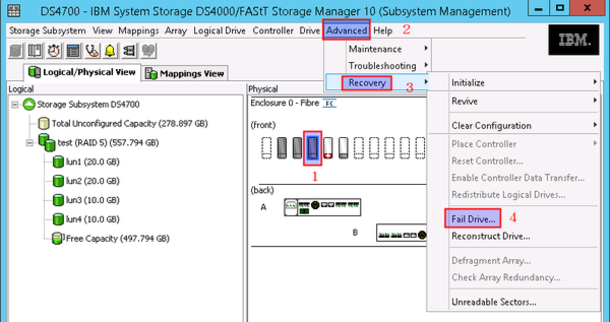 DS4700 - IBM System Storage DS4000/FAStT Storage Manager 10 (Subsystem Management)
Storage Subsystem View Mappings Array Logical Drive Controller Drive Advanced Help 2
IBM.
Maintenance
Troubleshooting
Recovery 3
Logical/Physical View Mappings View
Logical
Physical
Storage Subsystem DS4700
Total Unconfigured Capacity (278.897 GB)
test (RAID 5) (557.794 GB)
lun1 (20.0 GB)
lun2 (20.0 GB)
lun3 (10.0 GB)
lun4 (10.0 GB)
Free Capacity (497.794 GB)
Enclosure 0 - Fibre FC
(front)
1
(back)
A
B
Initialize
Revive
Clear Configuration
Place Controller
Reset Controller...
Enable Controller Data Transfer...
Redistribute Logical Drives...
Fail Drive... 4
Reconstruct Drive...
Defragment Array...
Check Array Redundancy...
Unreadable Sectors...